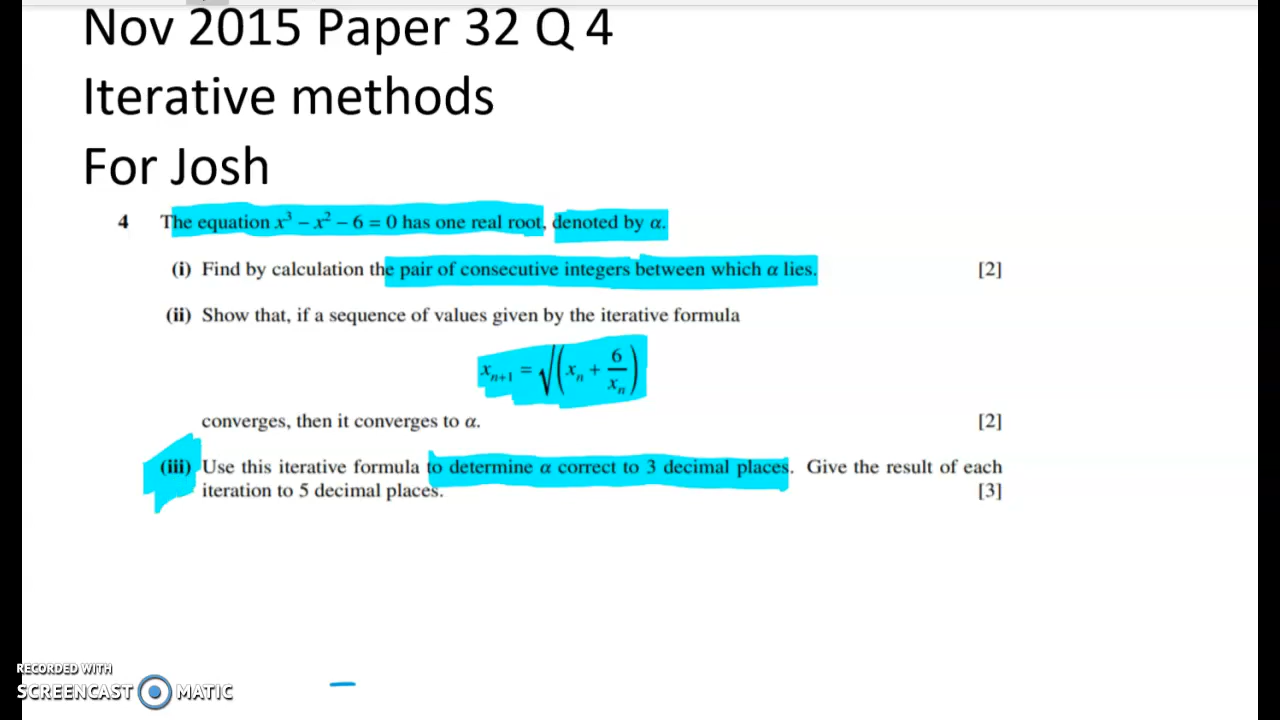 Nov 2015 Paper 32 Q 4
Iterative methods
For Josh
4 The equation x³ – x² – 6 = 0 has one real root, denoted by α.
(i) Find by calculation the pair of consecutive integers between which α lies. [2]
(ii) Show that, if a sequence of values given by the iterative formula
xₙ₊₁ = √(xₙ + 6/xₙ)
converges, then it converges to α. [2]
(iii) Use this iterative formula to determine α correct to 3 decimal places. Give the result of each
iteration to 5 decimal places. [3]
RECORDED WITH
SCREENCAST MATIC